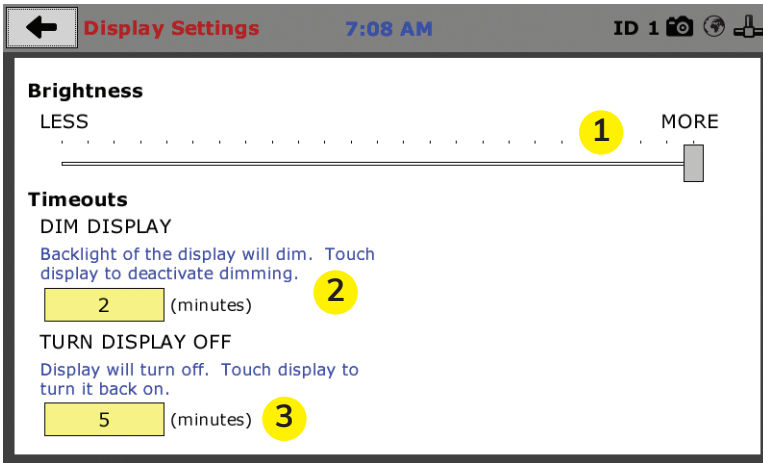 Display Settings 7:08 AM ID 1
Brightness
LESS MORE
1
Timeouts
DIM DISPLAY
Backlight of the display will dim. Touch
display to deactivate dimming.
2
2 (minutes)
TURN DISPLAY OFF
Display will turn off. Touch display to
turn it back on.
5 (minutes) 3